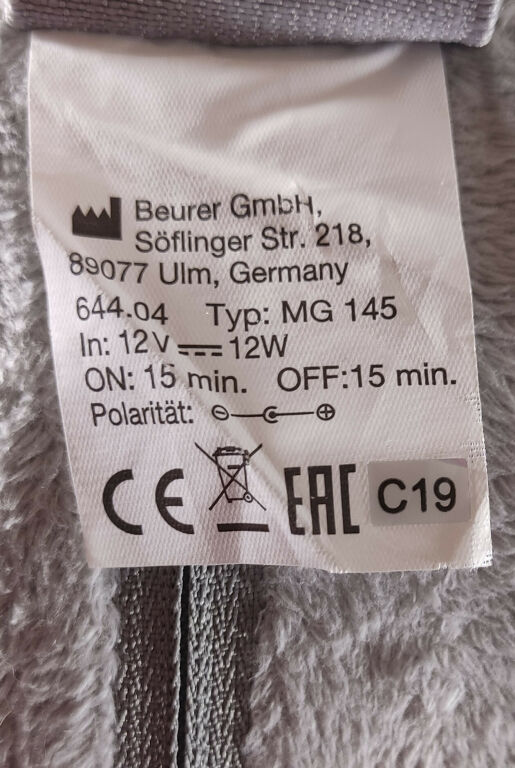 Beurer GmbH,
Söflinger Str. 218,
89077 Ulm, Germany
644.04 Typ: MG 145
In: 12V 12W
ON: 15 min. OFF:15 min.
Polarität:
CE EAC C19